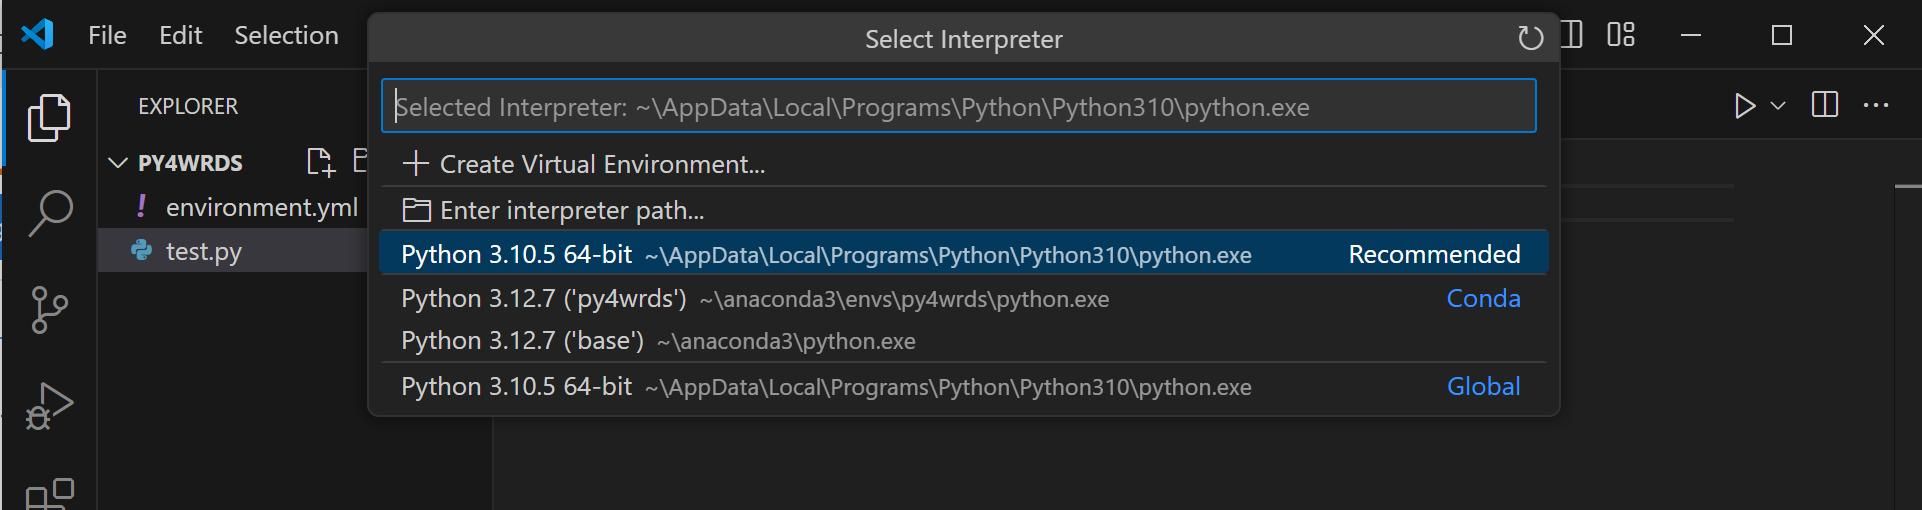 File Edit Selection
Select Interpreter
EXPLORER
Selected Interpreter: ~\AppData\Local\Programs\Python\Python310\python.exe
PY4WRDS
+ Create Virtual Environment...
! environment.yml
Enter interpreter path...
test.py
Python 3.10.5 64-bit ~\AppData\Local\Programs\Python\Python310\python.exe Recommended
Python 3.12.7 ('py4wrds') ~\anaconda3\envs\py4wrds\python.exe Conda
Python 3.12.7 ('base') ~\anaconda3\python.exe
Python 3.10.5 64-bit ~\AppData\Local\Programs\Python\Python310\python.exe Global